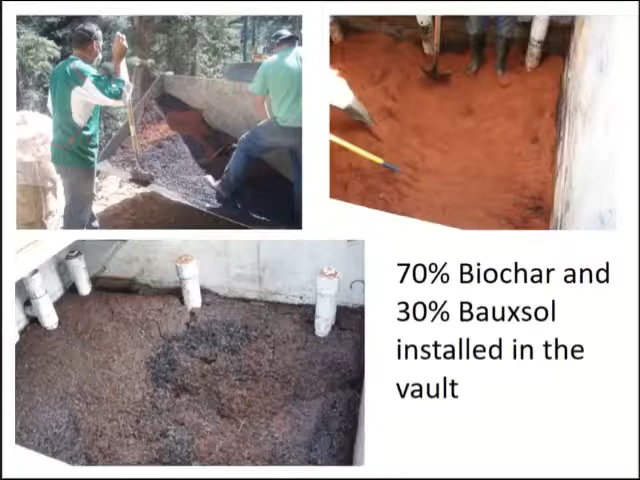 70% Biochar and
30% Bauxsol
installed in the
vault